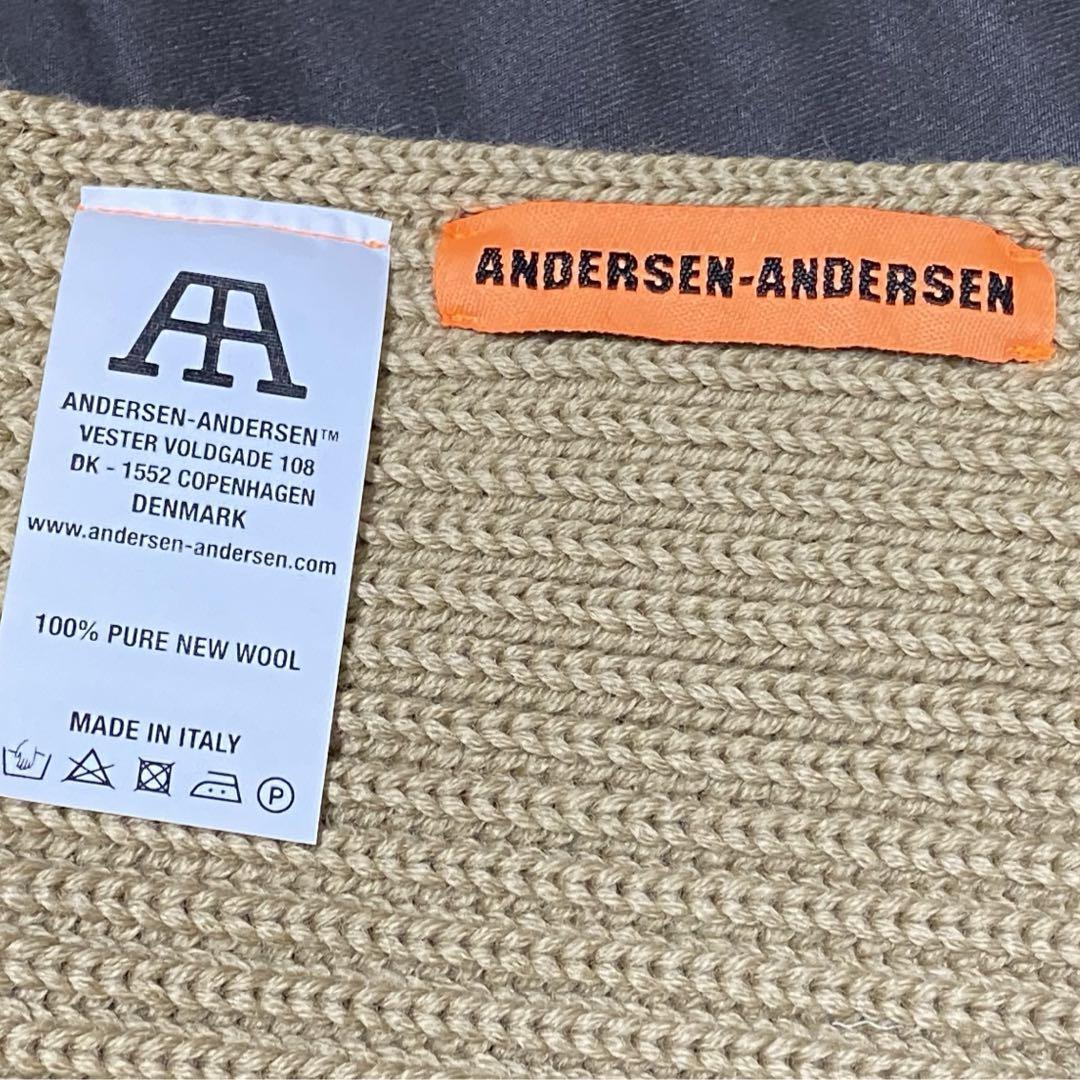 AA
ANDERSEN-ANDERSEN™
VESTER VOLDGADE 108
DK - 1552 COPENHAGEN
DENMARK
www.andersen-andersen.com
100% PURE NEW WOOL
MADE IN ITALY
P
ANDERSEN-ANDERSEN